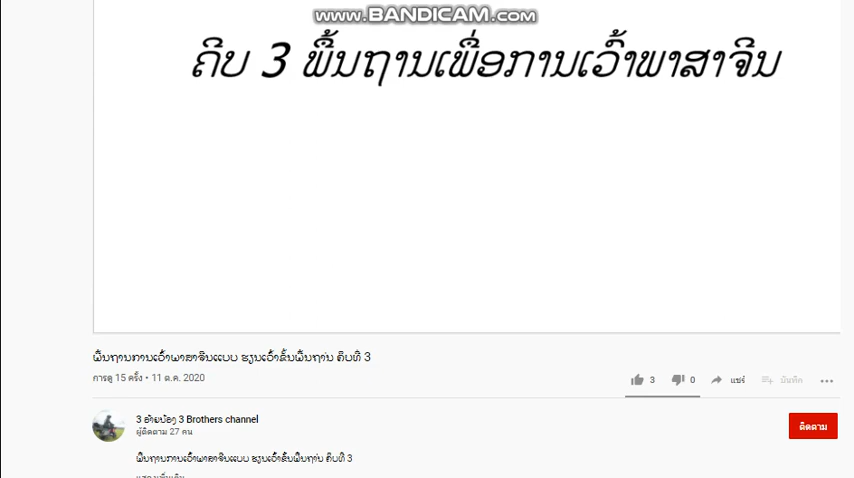 www.BANDICAM.com
ຄີບ 3 ພື້ນຖານເພື່ອການເວົ້າພາສາຈີນ
ພື້ນຖານການເວົ້າພາສາຈີນແບບ ຮຽນເວົ້າຂັ້ນພື້ນຖານ ຄິບທີ 3
การดู 15 ครั้ง • 11 ต.ค. 2020
3 0 แชร์ บันทึก
3 ອ້າຍນ້ອງ 3 Brothers channel
ผู้ติดตาม 27 คน
ติดตาม
ພື້ນຖານການເວົ້າພາສາຈີນແບບ ຮຽນເວົ້າຂັ້ນພື້ນຖານ ຄິບທີ 3